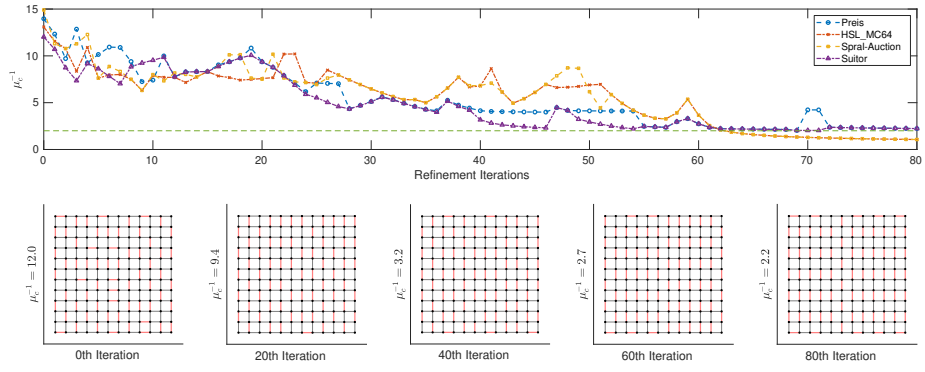 15
10
5
0
μc⁻¹
0
10
20
30
40
50
60
70
80
Refinement Iterations
Preis
HSL_MC64
Spral-Auction
Suitor
μc⁻¹ = 12.0
0th Iteration
μc⁻¹ = 9.4
20th Iteration
μc⁻¹ = 3.2
40th Iteration
μc⁻¹ = 2.7
60th Iteration
μc⁻¹ = 2.2
80th Iteration